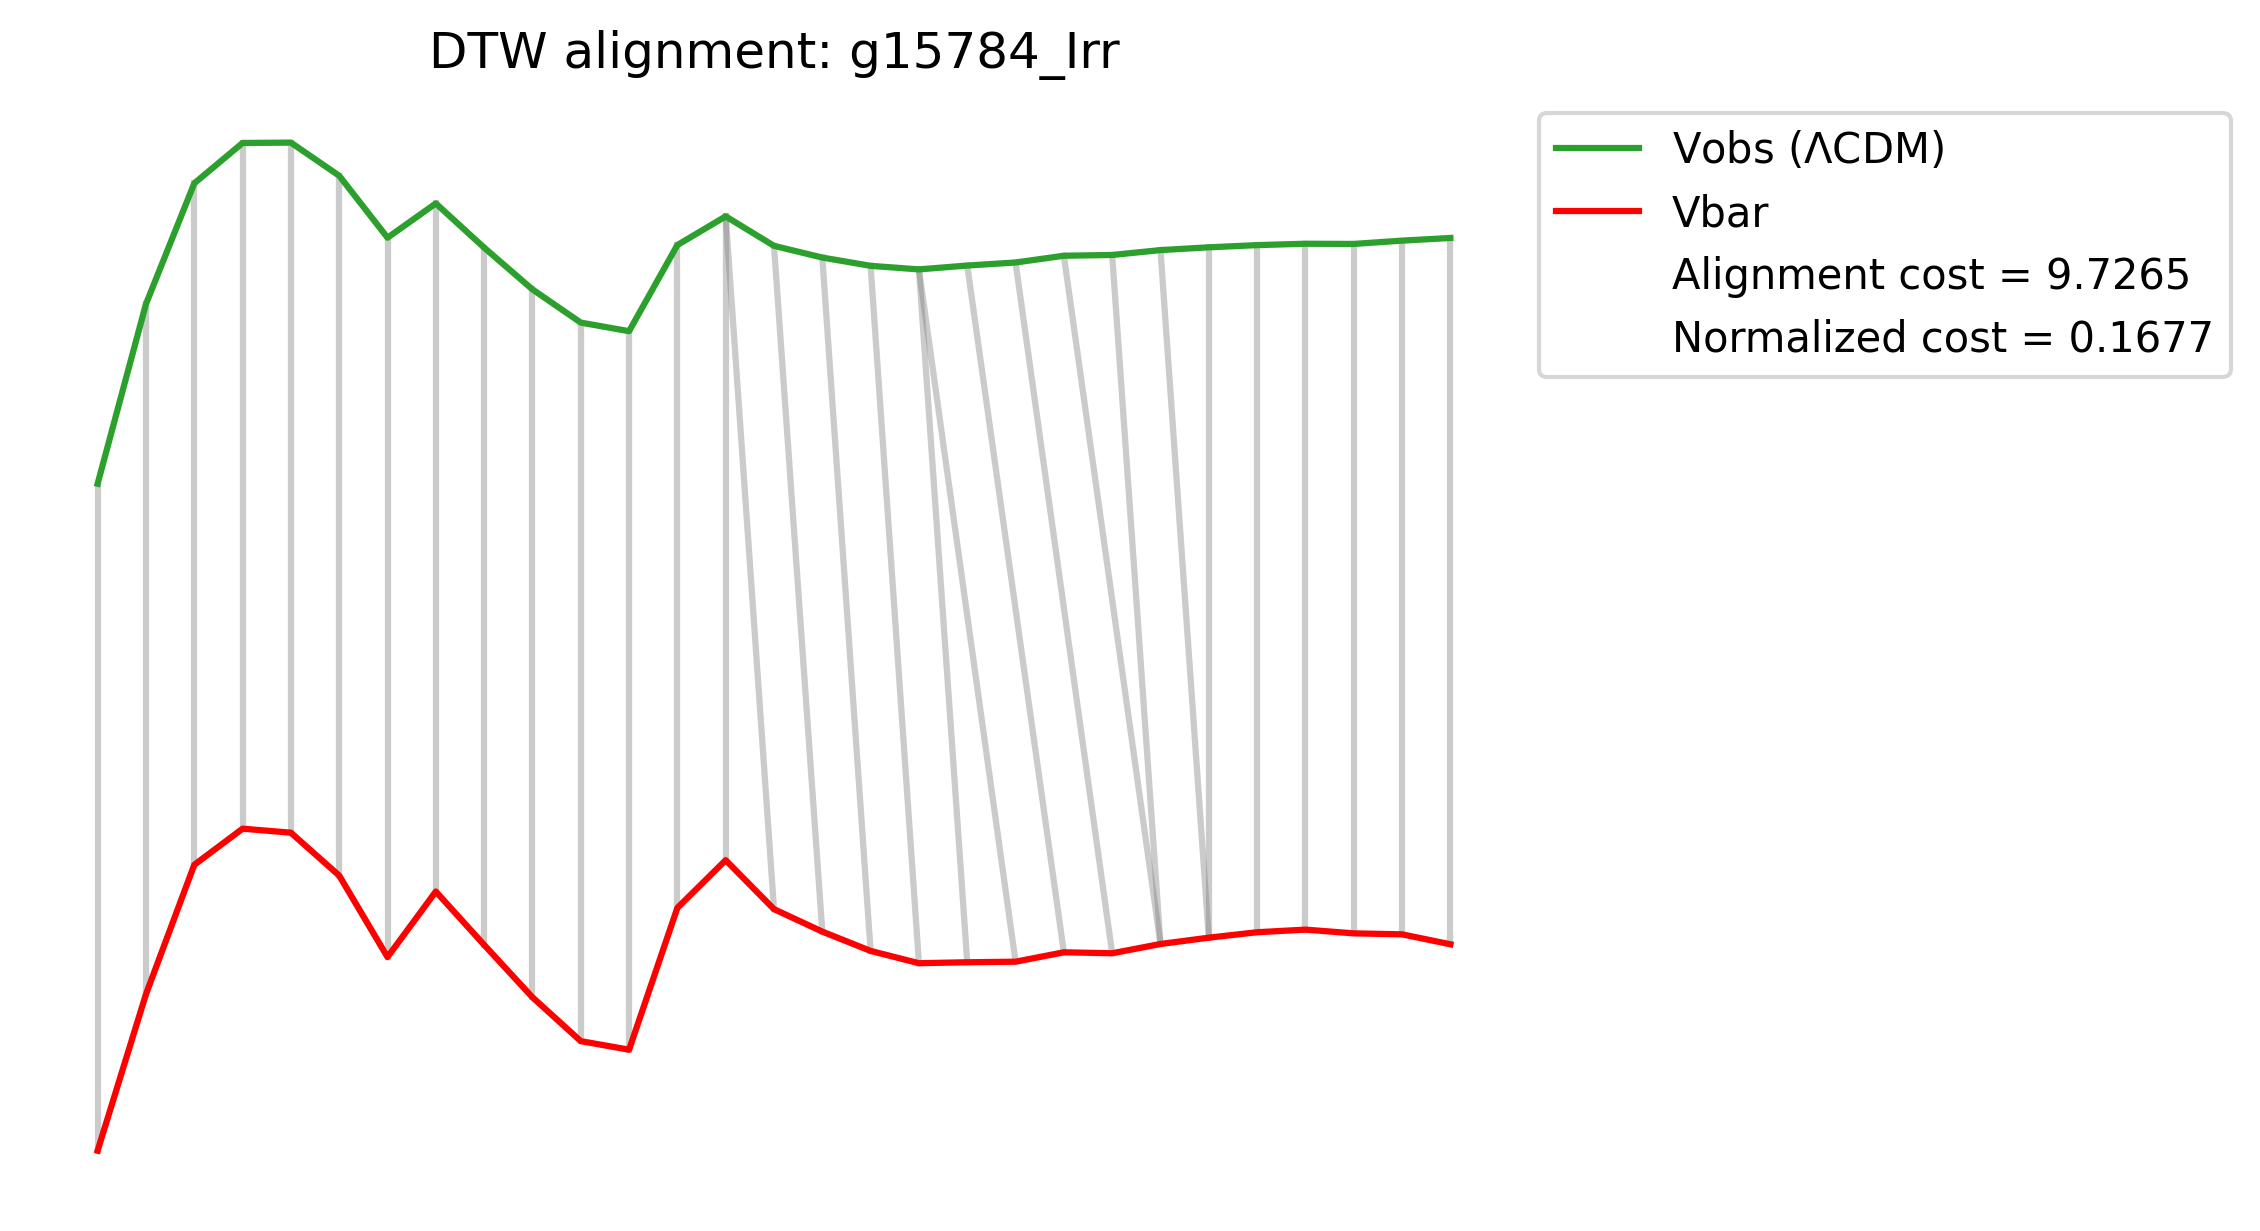 DTW alignment: g15784_Irr
Vobs (ΛCDM)
Vbar
Alignment cost = 9.7265
Normalized cost = 0.1677